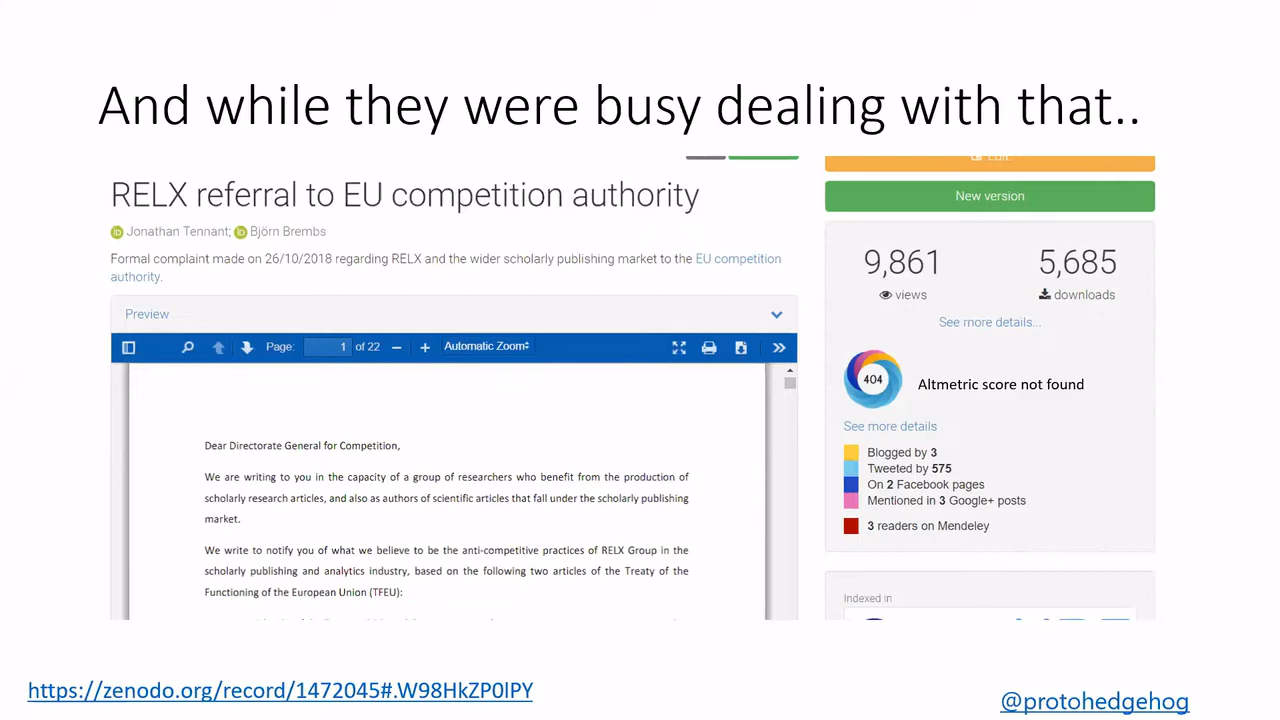 And while they were busy dealing with that..
RELX referral to EU competition authority
Jonathan Tennant; Björn Brembs
Formal complaint made on 26/10/2018 regarding RELX and the wider scholarly publishing market to the EU competition
authority.
Preview
Page: 1 of 22 Automatic Zoom
Dear Directorate General for Competition,
We are writing to you in the capacity of a group of researchers who benefit from the production of
scholarly research articles, and also as authors of scientific articles that fall under the scholarly publishing
market.
We write to notify you of what we believe to be the anti-competitive practices of RELX Group in the
scholarly publishing and analytics industry, based on the following two articles of the Treaty of the
Functioning of the European Union (TFEU):
Edit
New version
9,861 5,685
views downloads
See more details...
404 Altmetric score not found
See more details
Blogged by 3
Tweeted by 575
On 2 Facebook pages
Mentioned in 3 Google+ posts
3 readers on Mendeley
Indexed in
https://zenodo.org/record/1472045#.W98HkZP0lPY
@protohedgehog